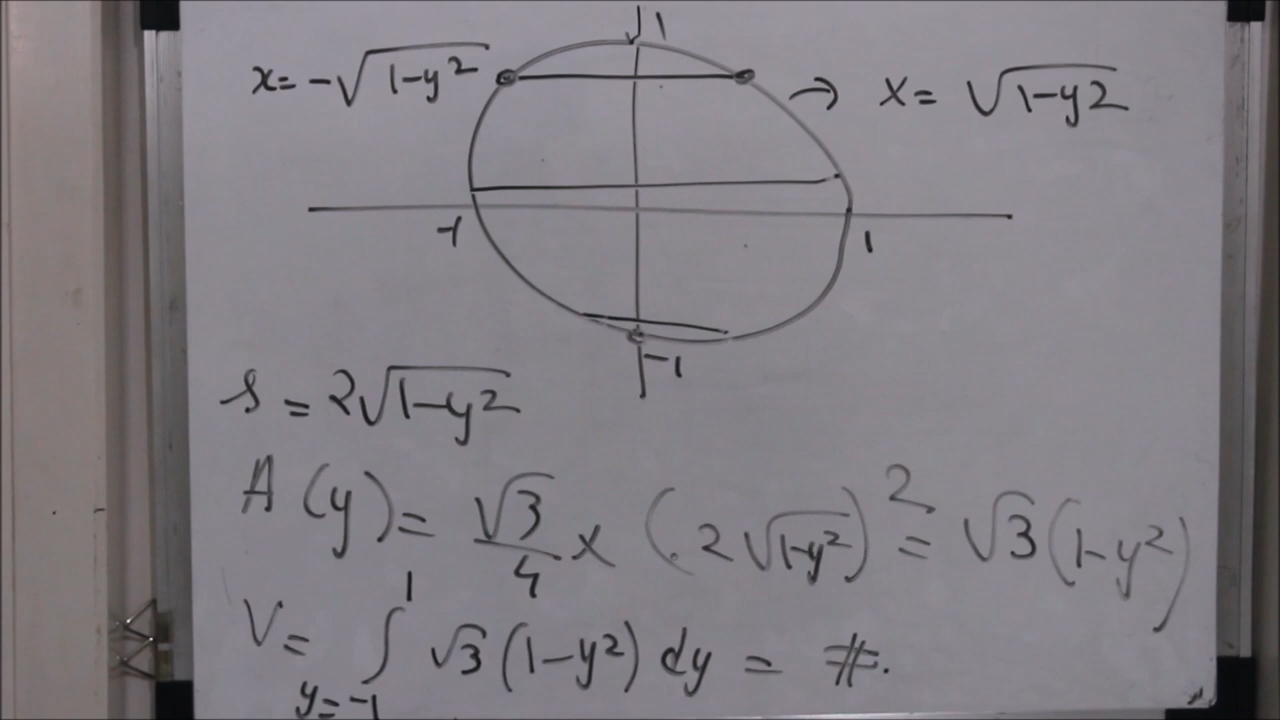 1
x = -√(1-y²)
x = √(1-y2)
-1
1
-1
s = 2√(1-y²)
A(y) = √3/4 x (. 2√(1-y²))² = √3(1-y²)
V = ∫_{y=-1}^{1} √3(1-y²) dy = #.